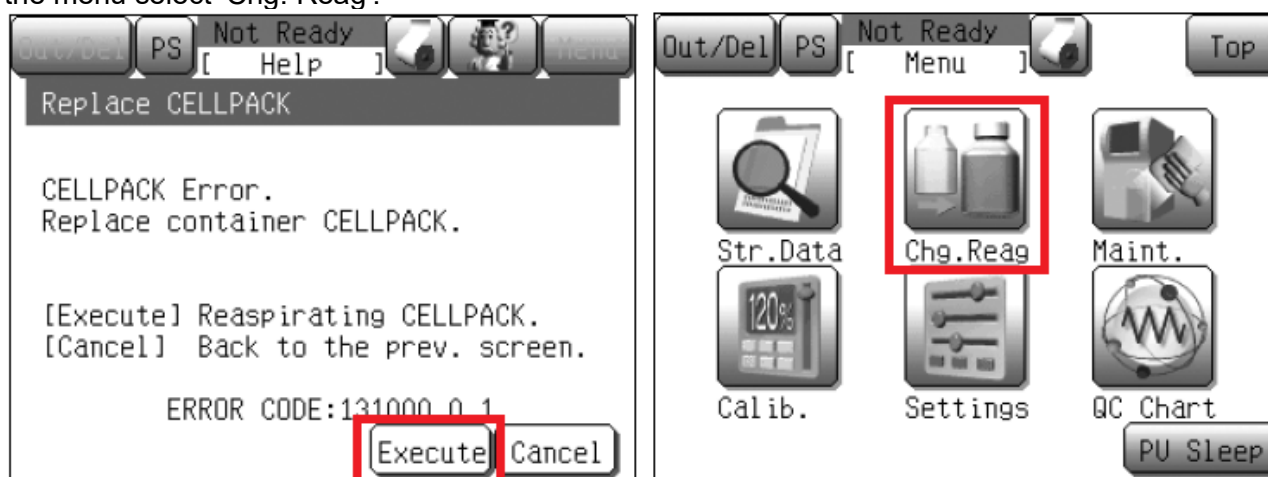 the menu select 'Chg. Reag'.
Out/Del PS Not Ready Menu
[ Help ]
Replace CELLPACK
CELLPACK Error.
Replace container CELLPACK.
[Execute] Reaspirating CELLPACK.
[Cancel] Back to the prev. screen.
ERROR CODE:131000 0 1
Execute Cancel
Out/Del PS Not Ready Top
[ Menu ]
Str.Data Chg.Reag Maint.
120%
Calib. Settings QC Chart
PU Sleep